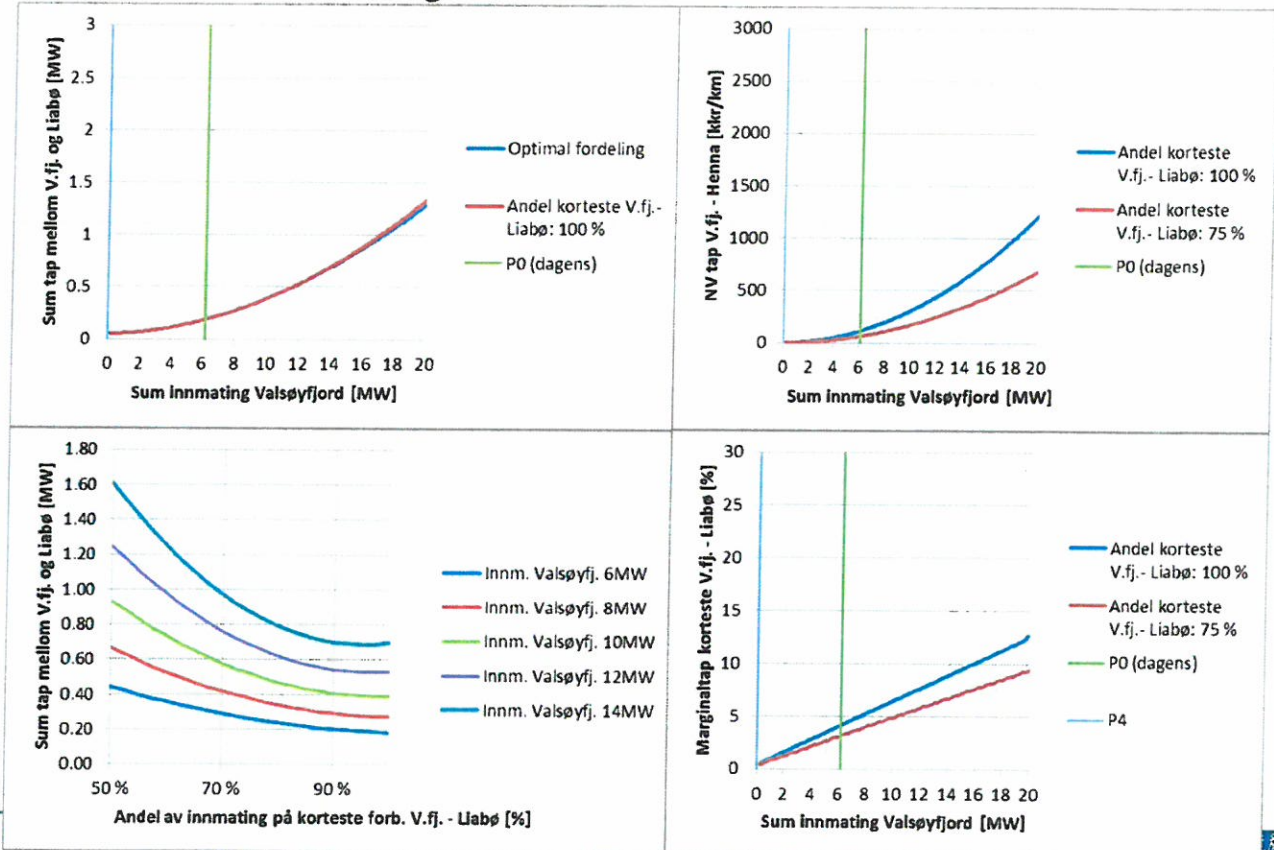 3
2.5
2
1.5
1
0.5
0
0 2 4 6 8 10 12 14 16 18 20
Sum tap mellom V.fj. og Liabø [MW]
Sum innmating Valsøyfjord [MW]
Optimal fordeling
Andel korteste V.fj.-
Liabø: 100 %
P0 (dagens)
3000
2500
2000
1500
1000
500
0
0 2 4 6 8 10 12 14 16 18 20
NV tap V.fj. - Henna [kkr/km]
Sum innmating Valsøyfjord [MW]
Andel korteste
V.fj.- Liabø: 100 %
Andel korteste
V.fj.- Liabø: 75 %
P0 (dagens)
1.80
1.60
1.40
1.20
1.00
0.80
0.60
0.40
0.20
0.00
50 % 70 % 90 %
Sum tap mellom V.fj. og Liabø [MW]
Andel av innmating på korteste forb. V.fj. - Liabø [%]
Innm. Valsøyfj. 6MW
Innm. Valsøyfj. 8MW
Innm. Valsøyfj. 10MW
Innm. Valsøyfj. 12MW
Innm. Valsøyfj. 14MW
30
25
20
15
10
5
0
0 2 4 6 8 10 12 14 16 18 20
Marginaltap korteste V.fj. - Liabø [%]
Sum innmating Valsøyfjord [MW]
Andel korteste
V.fj.- Liabø: 100 %
Andel korteste
V.fj.- Liabø: 75 %
P0 (dagens)
P4